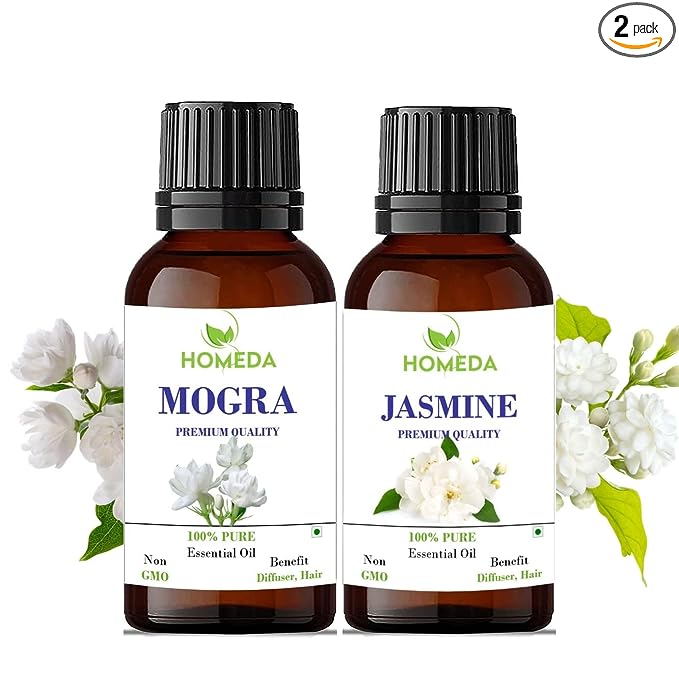 2 pack
HOMEDA
MOGRA
PREMIUM QUALITY
100% PURE
Essential Oil
Non
GMO
Benefit
Diffuser, Hair
HOMEDA
JASMINE
PREMIUM QUALITY
100% PURE
Essential Oil
Non
GMO
Benefit
Diffuser, Hair